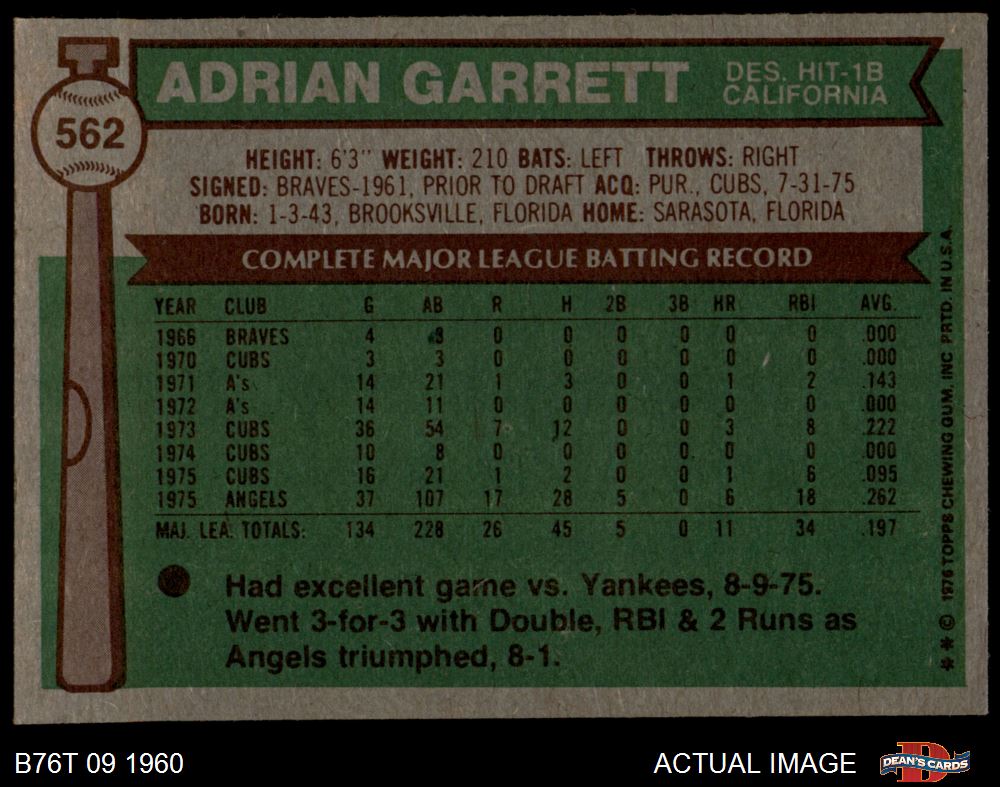 ADRIAN GARRETT
DES. HIT-1B
CALIFORNIA
562
HEIGHT: 6'3" WEIGHT: 210 BATS: LEFT THROWS: RIGHT
SIGNED: BRAVES-1961, PRIOR TO DRAFT ACQ: PUR., CUBS, 7-31-75
BORN: 1-3-43, BROOKSVILLE, FLORIDA HOME: SARASOTA, FLORIDA
COMPLETE MAJOR LEAGUE BATTING RECORD
YEAR CLUB G AB R H 2B 3B HR RBI AVG.
1966 BRAVES 4 3 0 0 0 0 0 0 .000
1970 CUBS 3 3 0 0 0 0 0 0 .000
1971 A's 14 21 1 3 0 0 1 2 .143
1972 A's 14 11 0 0 0 0 0 0 .000
1973 CUBS 36 54 7 12 0 0 3 8 .222
1974 CUBS 10 8 0 0 0 0 0 0 .000
1975 CUBS 16 21 1 2 0 0 1 6 .095
1975 ANGELS 37 107 17 28 5 0 6 18 .262
MAJ. LEA. TOTALS: 134 228 26 45 5 0 11 34 .197
Had excellent game vs. Yankees, 8-9-75.
Went 3-for-3 with Double, RBI & 2 Runs as
Angels triumphed, 8-1.
** © 1976 TOPPS CHEWING GUM, INC PRTD. IN U.S.A.
B76T 09 1960
ACTUAL IMAGE
D
DEAN'S CARDS